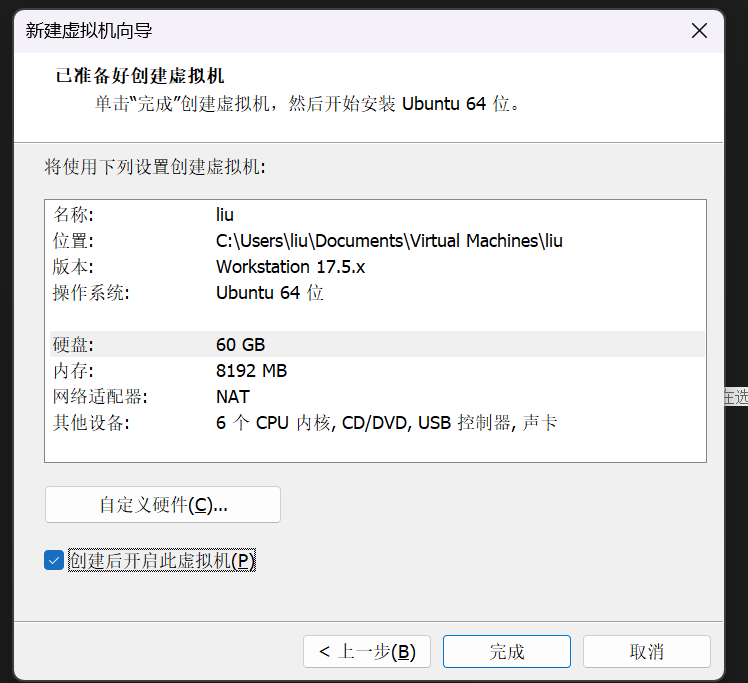 新建虚拟机向导
已准备好创建虚拟机
单击“完成”创建虚拟机，然后开始安装 Ubuntu 64 位。
将使用下列设置创建虚拟机:
名称: liu
位置: C:\Users\liu\Documents\Virtual Machines\liu
版本: Workstation 17.5.x
操作系统: Ubuntu 64 位
硬盘: 60 GB
内存: 8192 MB
网络适配器: NAT
其他设备: 6 个 CPU 内核, CD/DVD, USB 控制器, 声卡
在选
自定义硬件(C)...
创建后开启此虚拟机(P)
< 上一步(B) 完成 取消